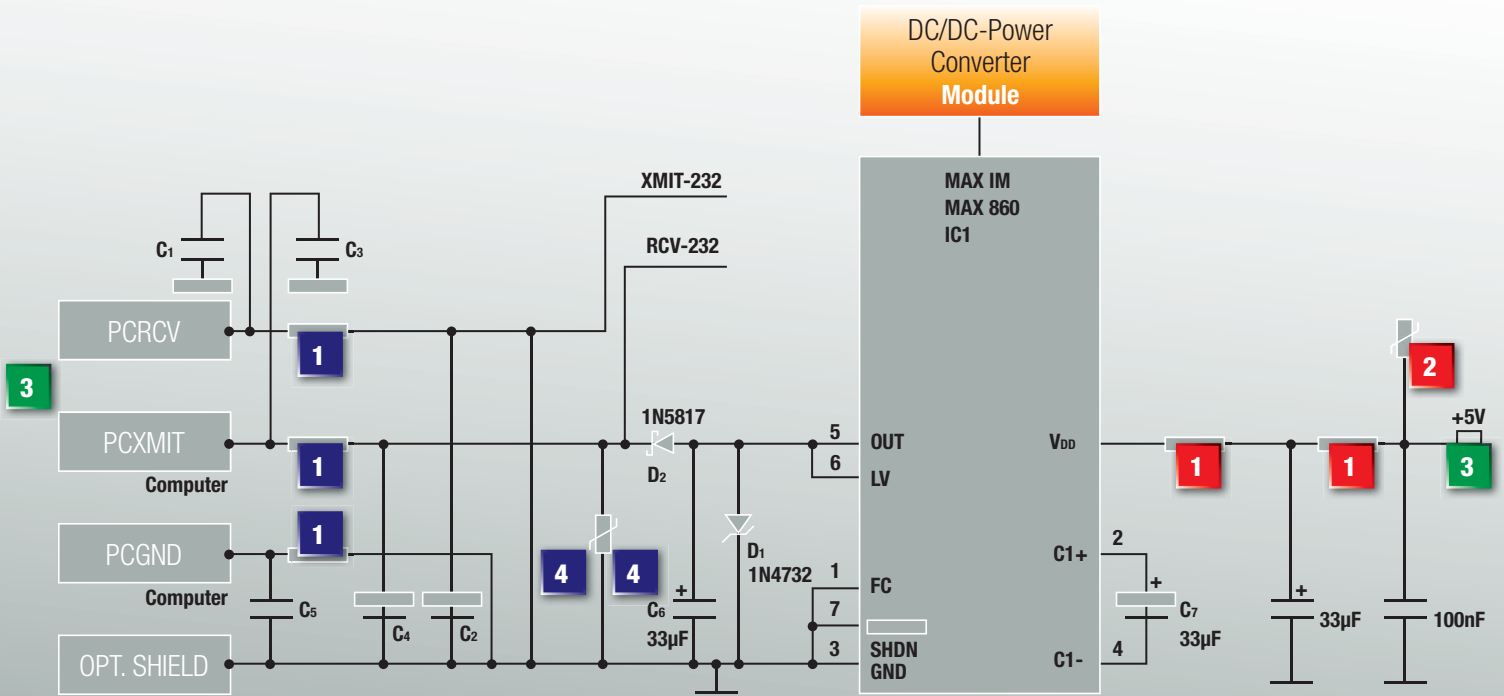 DC/DC-Power
Converter
Module
XMIT-232
MAX IM
MAX 860
IC1
RCV-232
C1
C3
PCRCV
1
2
3
1N5817
+5V
PCXMIT
1
D2
5
OUT
6
LV
VDD
1
1
3
Computer
PCGND
1
D1
1N4732
4
4
C1+
2
1
FC
Computer
C5
C4
C2
C6
+
33µF
7
+
C7
33µF
+
33µF
100nF
3
SHDN
GND
C1-
4
OPT. SHIELD